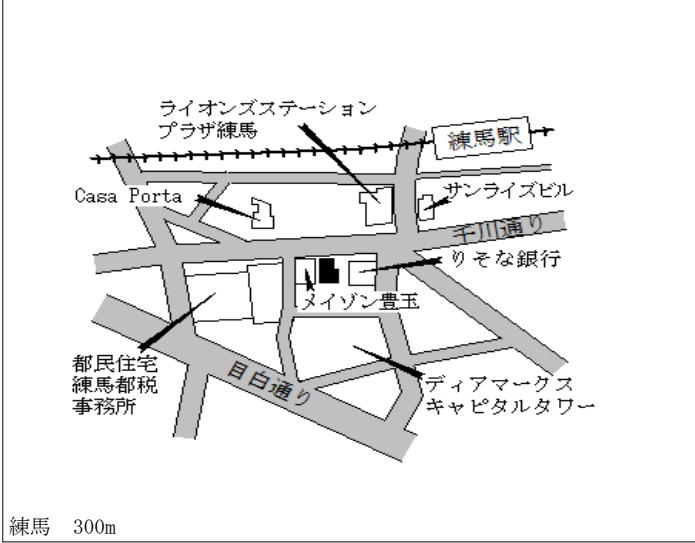 ライオンズステーション
プラザ練馬
練馬駅
Casa Porta
サンライズビル
千川通り
りそな銀行
メイゾン豊玉
都民住宅
練馬都税
事務所
目白通り
ディアマークス
キャピタルタワー
練馬 300m